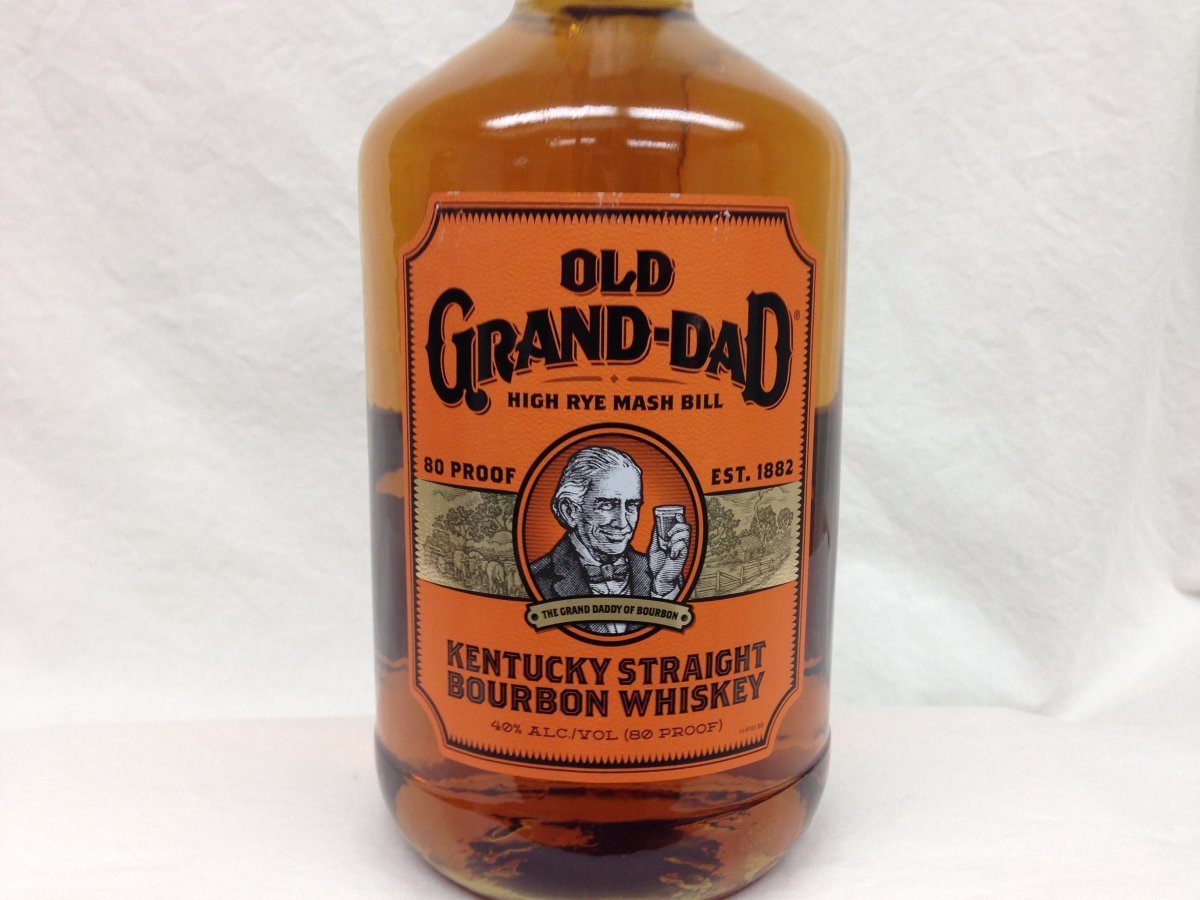 OLD
GRAND-DAD®
HIGH RYE MASH BILL
80 PROOF
EST. 1882
THE GRAND DADDY OF BOURBON
KENTUCKY STRAIGHT
BOURBON WHISKEY
40% ALC./VOL (80 PROOF)